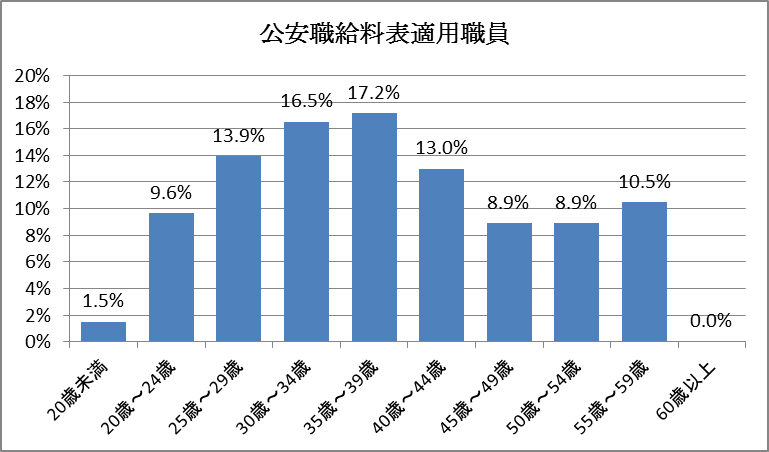 公安職給料表適用職員
20%
18%
16%
14%
12%
10%
8%
6%
4%
2%
0%
1.5%
9.6%
13.9%
16.5%
17.2%
13.0%
8.9%
8.9%
10.5%
0.0%
20歳未満
20歳～24歳
25歳～29歳
30歳～34歳
35歳～39歳
40歳～44歳
45歳～49歳
50歳～54歳
55歳～59歳
60歳以上